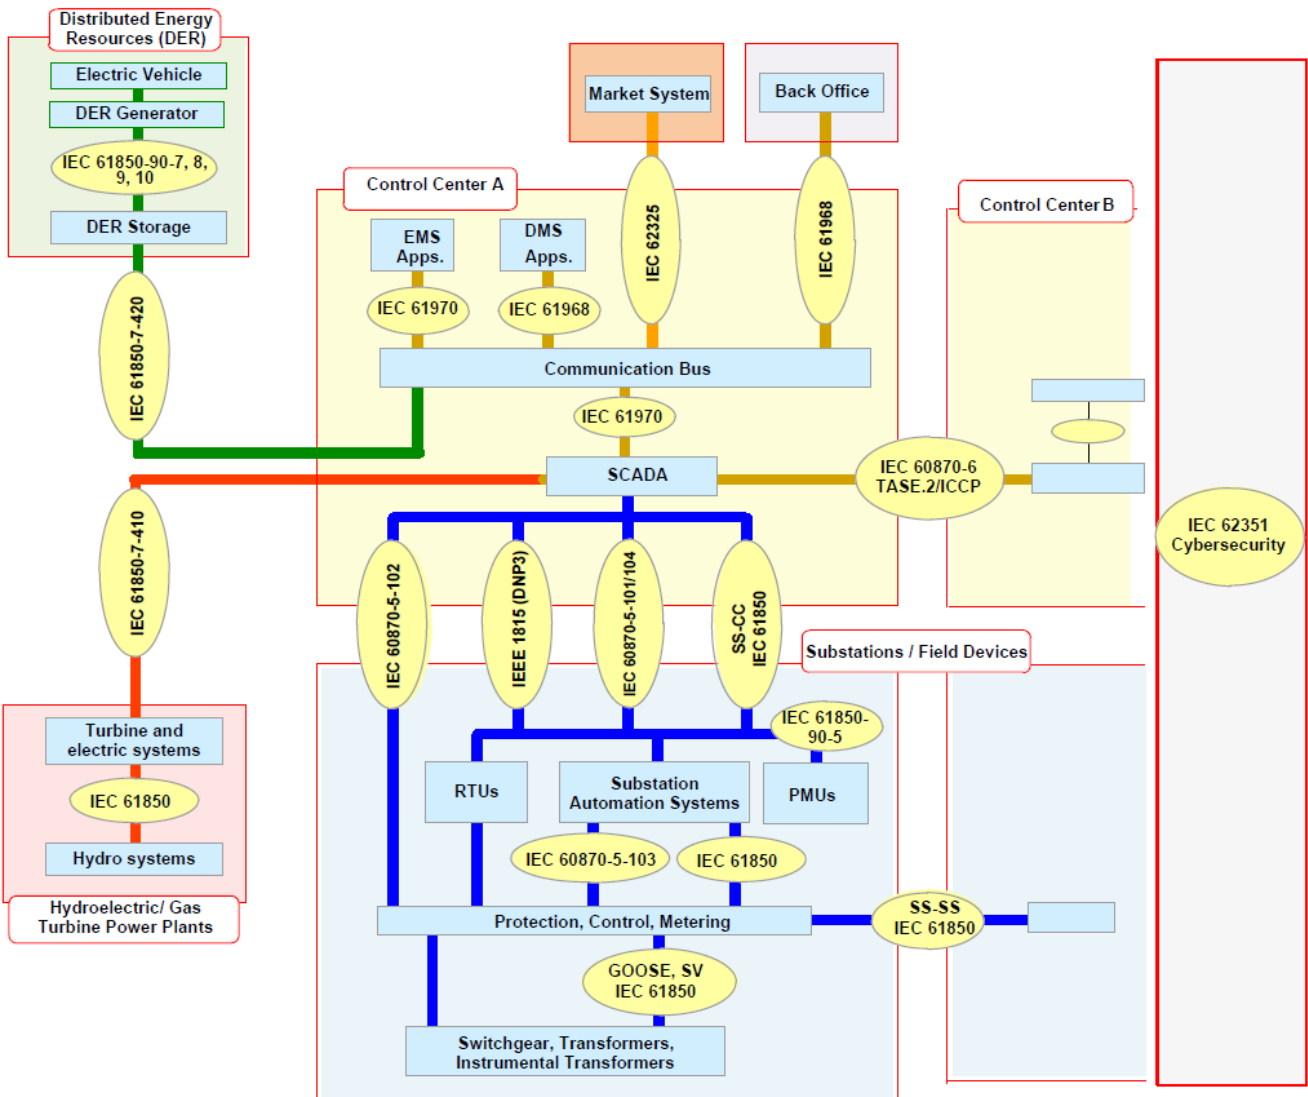 Distributed Energy
Resources (DER)
Electric Vehicle
DER Generator
IEC 61850-90-7, 8,
9, 10
DER Storage
IEC 61850-7-420
Market System
Back Office
Control Center A
EMS
Apps.
DMS
Apps.
IEC 61970
IEC 61968
IEC 62325
IEC 61968
Communication Bus
IEC 61970
SCADA
Control Center B
IEC 60870-6
TASE.2/ICCP
IEC 62351
Cybersecurity
IEC 61850-7-410
IEC 60870-5-102
IEEE 1815 (DNP3)
IEC 60870-5-101/104
SS-CC
IEC 61850
Substations / Field Devices
IEC 61850-
90-5
RTUs
Substation
Automation Systems
PMUs
IEC 60870-5-103
IEC 61850
Protection, Control, Metering
SS-SS
IEC 61850
GOOSE, SV
IEC 61850
Switchgear, Transformers,
Instrumental Transformers
Turbine and
electric systems
IEC 61850
Hydro systems
Hydroelectric/ Gas
Turbine Power Plants